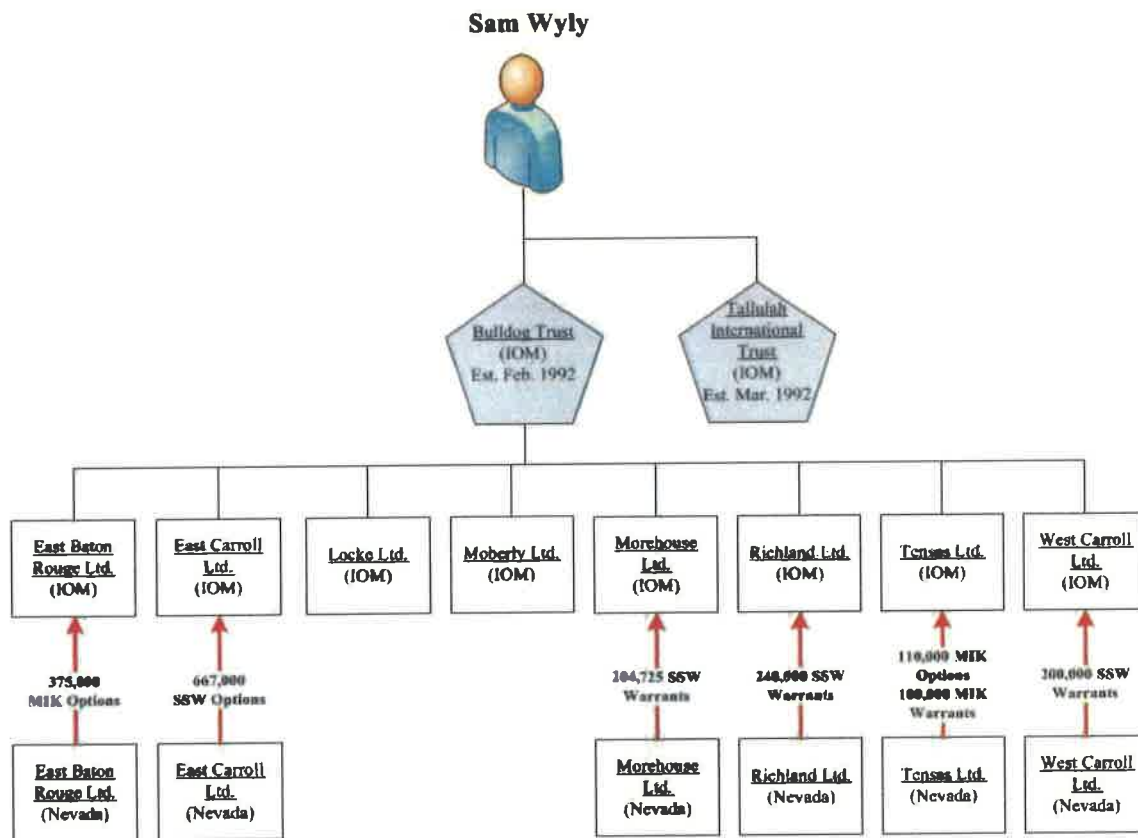 Sam Wyly
Bulldog Trust
(IOM)
Est. Feb. 1992
Tallulah
International
Trust
(IOM)
Est. Mar. 1992
East Baton
Rouge Ltd.
(IOM)
East Carroll
Ltd.
(IOM)
Locke Ltd.
(IOM)
Moberly Ltd.
(IOM)
Morehouse
Ltd.
(IOM)
Richland Ltd.
(IOM)
Tensas Ltd.
(IOM)
West Carroll
Ltd.
(IOM)
375,000
MIK Options
667,000
SSW Options
SSW
Warrants
240,000 SSW
Warrants
110,000 MIK
Options
100,000 MIK
Warrants
200,000 SSW
Warrants
East Baton
Rouge Ltd.
(Nevada)
East Carroll
Ltd.
(Nevada)
Morehouse
Ltd.
(Nevada)
Richland Ltd.
(Nevada)
Tensas Ltd.
(Nevada)
West Carroll
Ltd.
(Nevada)